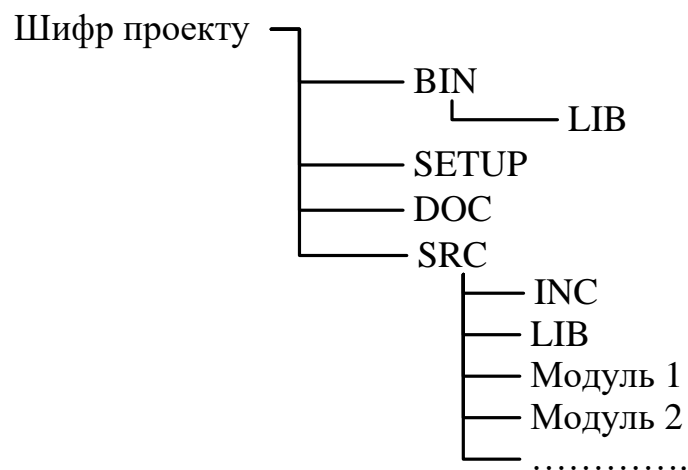 Шифр проекту
BIN
LIB
SETUP
DOC
SRC
INC
LIB
Модуль 1
Модуль 2
…………..